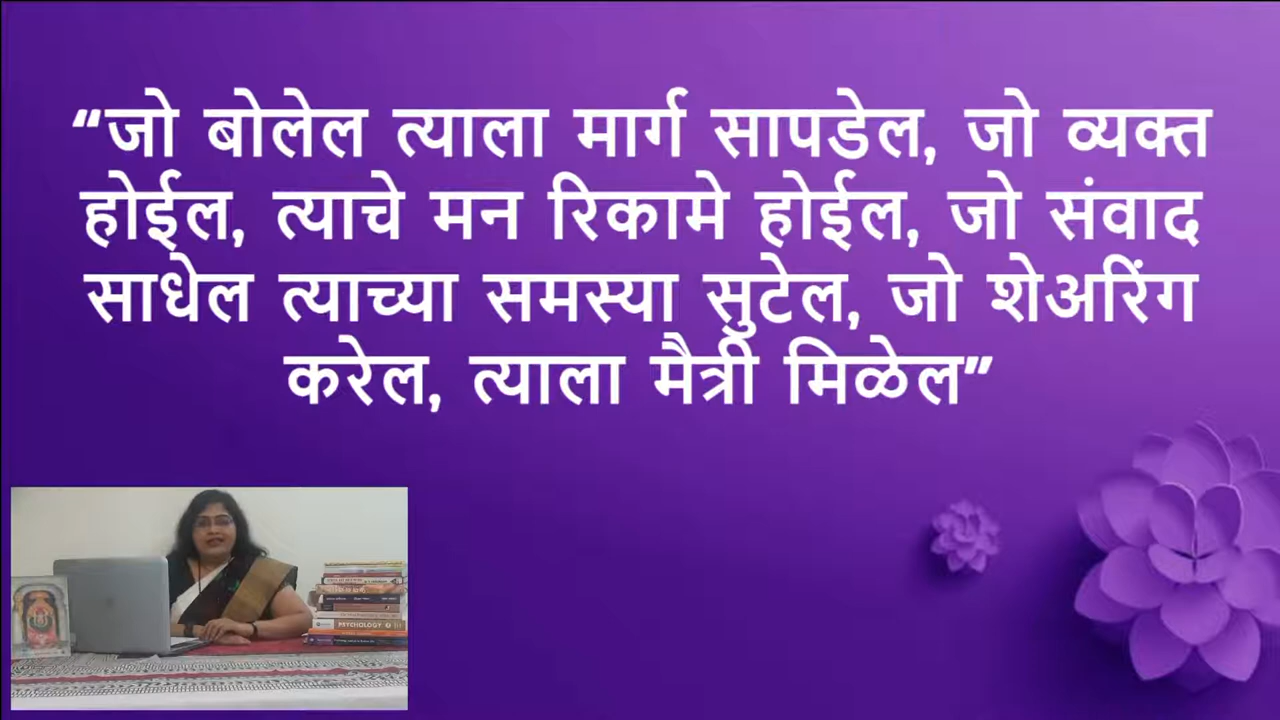 “जो बोलेल त्याला मार्ग सापडेल, जो व्यक्त
होईल, त्याचे मन रिकामे होईल, जो संवाद
साधेल त्याच्या समस्या सुटेल, जो शेअरिंग
करेल, त्याला मैत्री मिळेल”
PSYCHOLOGY